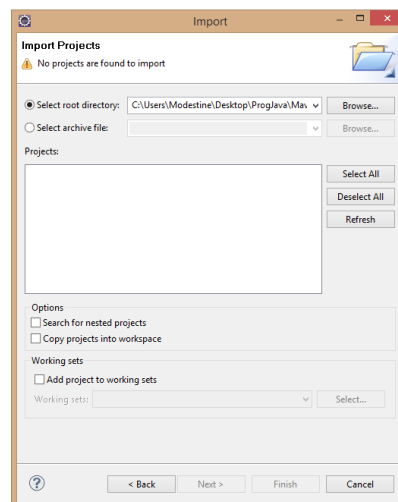 Import
Import Projects
No projects are found to import
Select root directory: C:\Users\Modestine\Desktop\ProgJava\Mav Browse...
Select archive file: Browse...
Projects:
Select All
Deselect All
Refresh
Options
Search for nested projects
Copy projects into workspace
Working sets
Add project to working sets
Working sets: Select...
? < Back Next > Finish Cancel